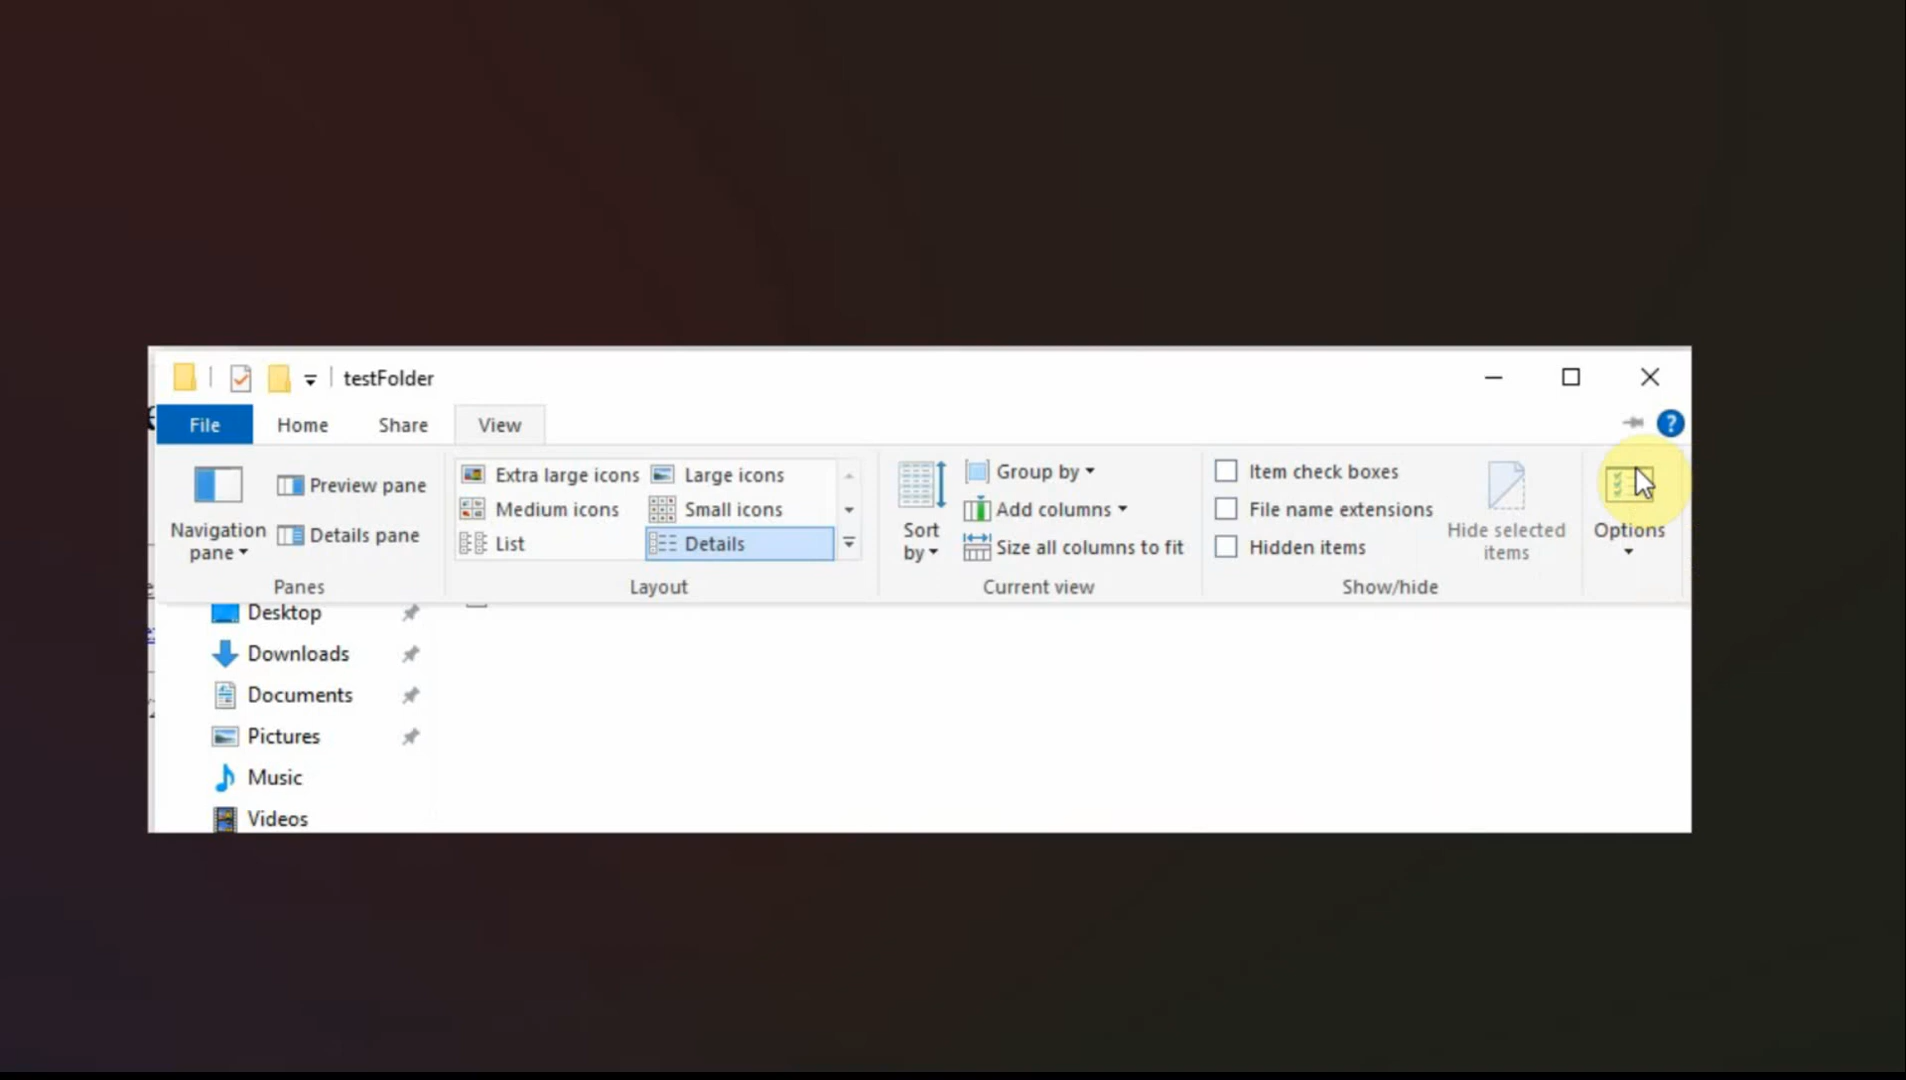 testFolder
File Home Share View ?
Navigation pane
Preview pane
Details pane
Panes
Extra large icons Large icons
Medium icons Small icons
List Details
Layout
Sort by
Group by
Add columns
Size all columns to fit
Current view
Item check boxes
File name extensions
Hidden items
Hide selected items
Show/hide
Options
Desktop
Downloads
Documents
Pictures
Music
Videos